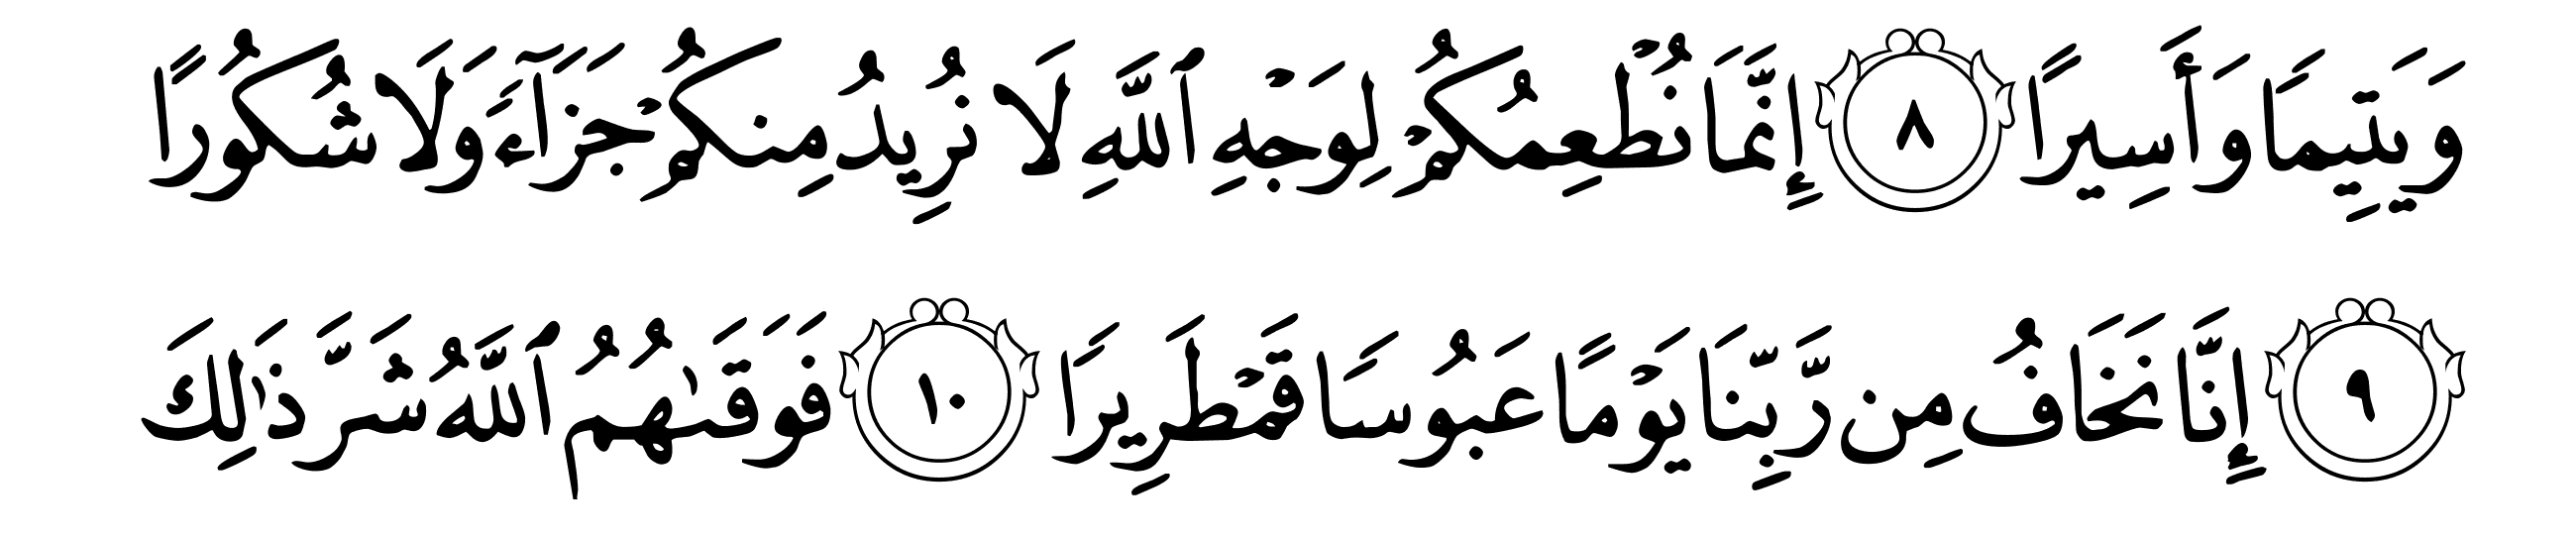 وَيَتِيمًا وَأَسِيرًا ٨ إِنَّمَا نُطۡعِمُكُمۡ لِوَجۡهِ ٱللَّهِ لَا نُرِيدُ مِنكُمۡ جَزَآءً وَلَا شُكُورًا
٩ إِنَّا نَخَافُ مِن رَّبِّنَا يَوۡمًا عَبُوسًا قَمۡطَرِيرًا ١٠ فَوَقَىٰهُمُ ٱللَّهُ شَرَّ ذَٰلِكَ